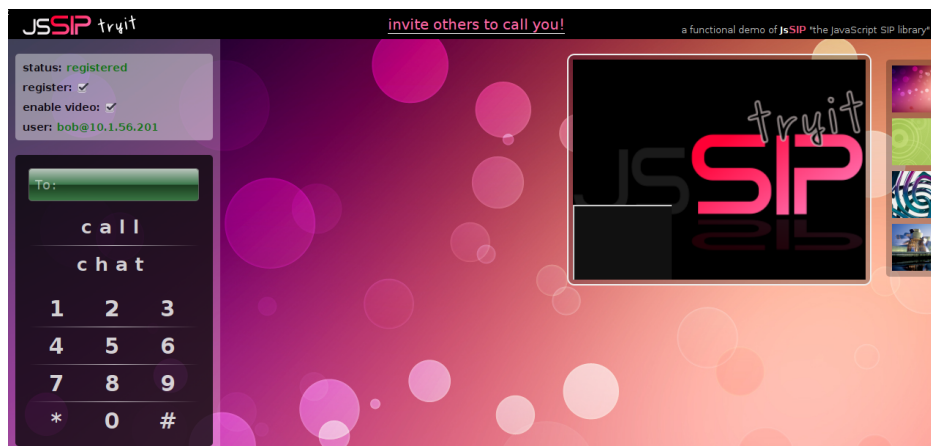 JsSIP tryit
invite others to call you!
a functional demo of JsSIP "the JavaScript SIP library"
status: registered
register:
enable video:
user: bob@10.1.56.201
To:
call
chat
1 2 3
4 5 6
7 8 9
* 0 #
tryit
JSSIP